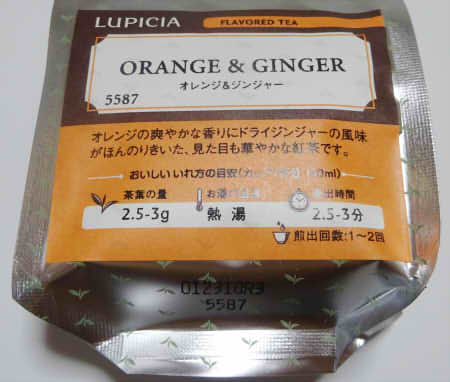 LUPICIA
FLAVORED TEA
ORANGE & GINGER
オレンジ&ジンジャー
5587
オレンジの爽やかな香りにドライジンジャーの風味
がほんのりきいた、見た目も華やかな紅茶です。
おいしいいれ方の目安
茶葉の量
時間
2.5-3g 熱湯 2.5-3分
煎出回数:1〜2回
5587